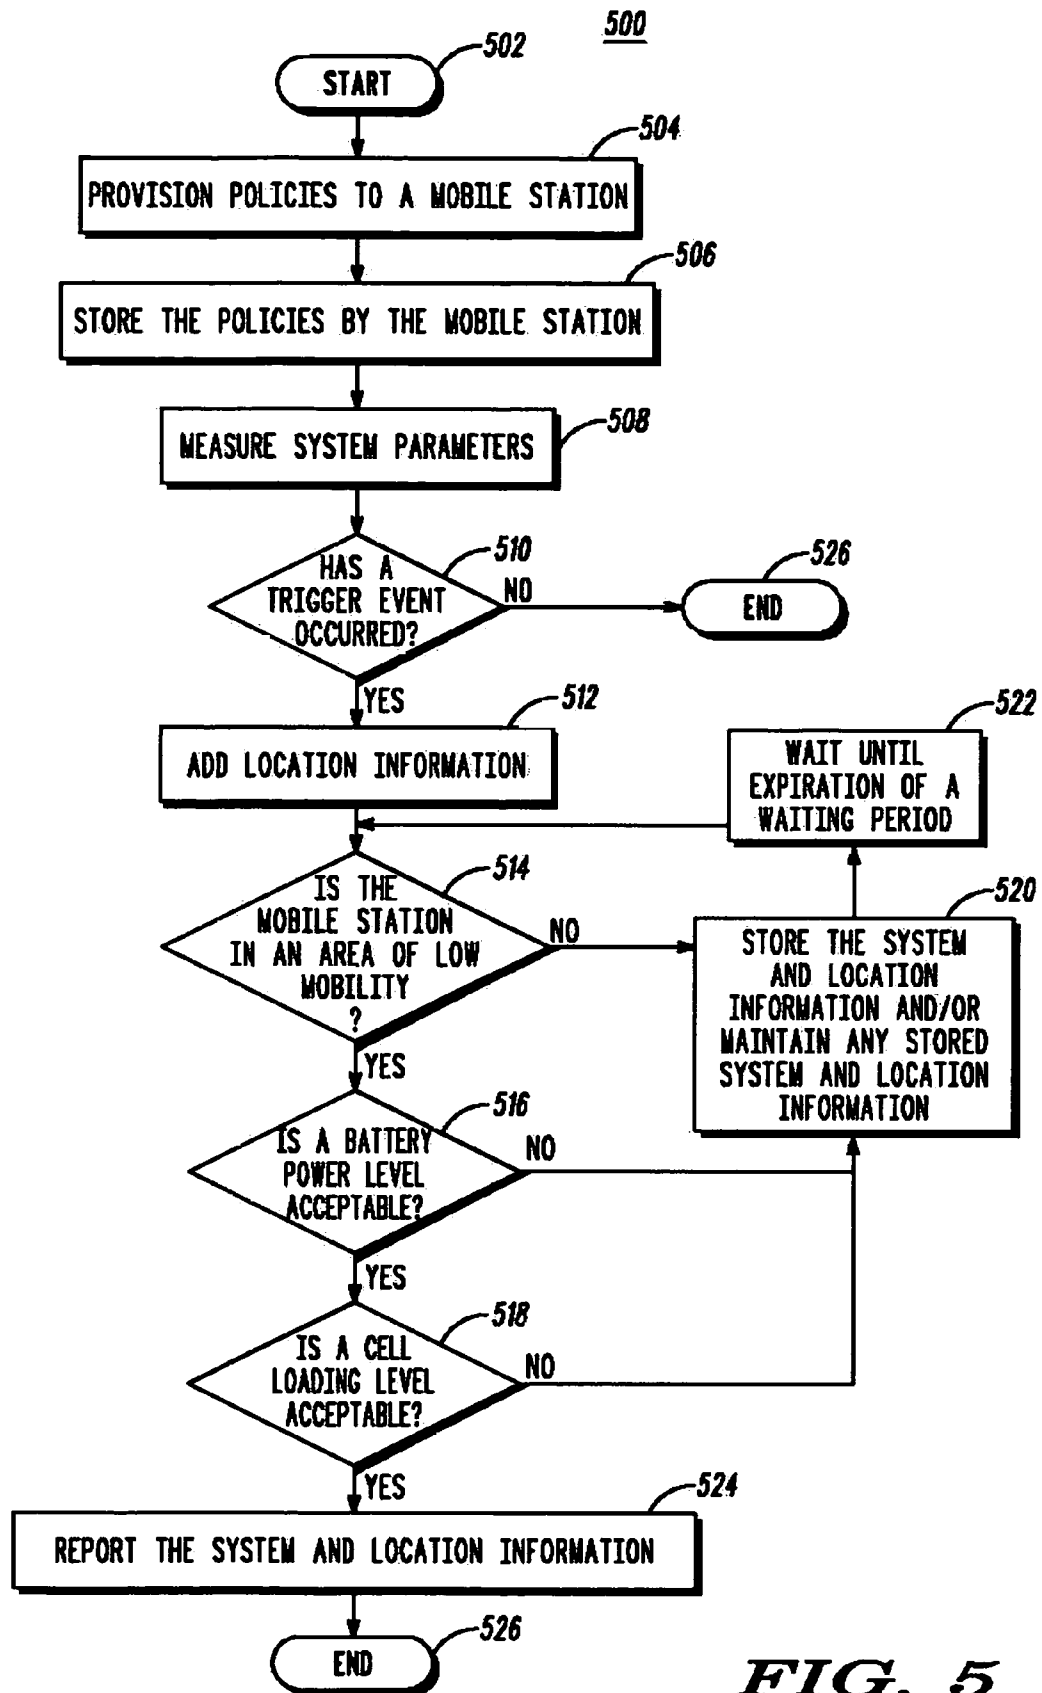 500
502
START
504
PROVISION POLICIES TO A MOBILE STATION
506
STORE THE POLICIES BY THE MOBILE STATION
508
MEASURE SYSTEM PARAMETERS
510
HAS A
TRIGGER EVENT
OCCURRED?
NO
526
END
YES
512
ADD LOCATION INFORMATION
522
WAIT UNTIL
EXPIRATION OF A
WAITING PERIOD
514
IS THE
MOBILE STATION
IN AN AREA OF LOW
MOBILITY
?
NO
520
STORE THE SYSTEM
AND LOCATION
INFORMATION AND/OR
MAINTAIN ANY STORED
SYSTEM AND LOCATION
INFORMATION
YES
516
IS A BATTERY
POWER LEVEL
ACCEPTABLE?
NO
YES
518
IS A CELL
LOADING LEVEL
ACCEPTABLE?
NO
YES
524
REPORT THE SYSTEM AND LOCATION INFORMATION
526
END
FIG. 5